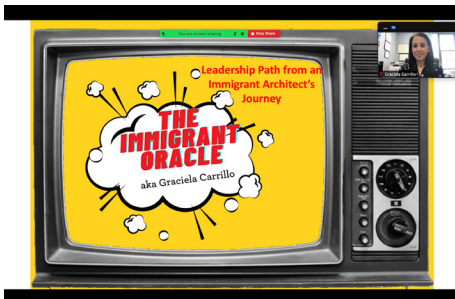 You are screen sharing
Stop Share
Graciela Carrillo
Leadership Path from an
Immigrant Architect's
Journey
THE
IMMIGRANT
ORACLE
aka Graciela Carrillo